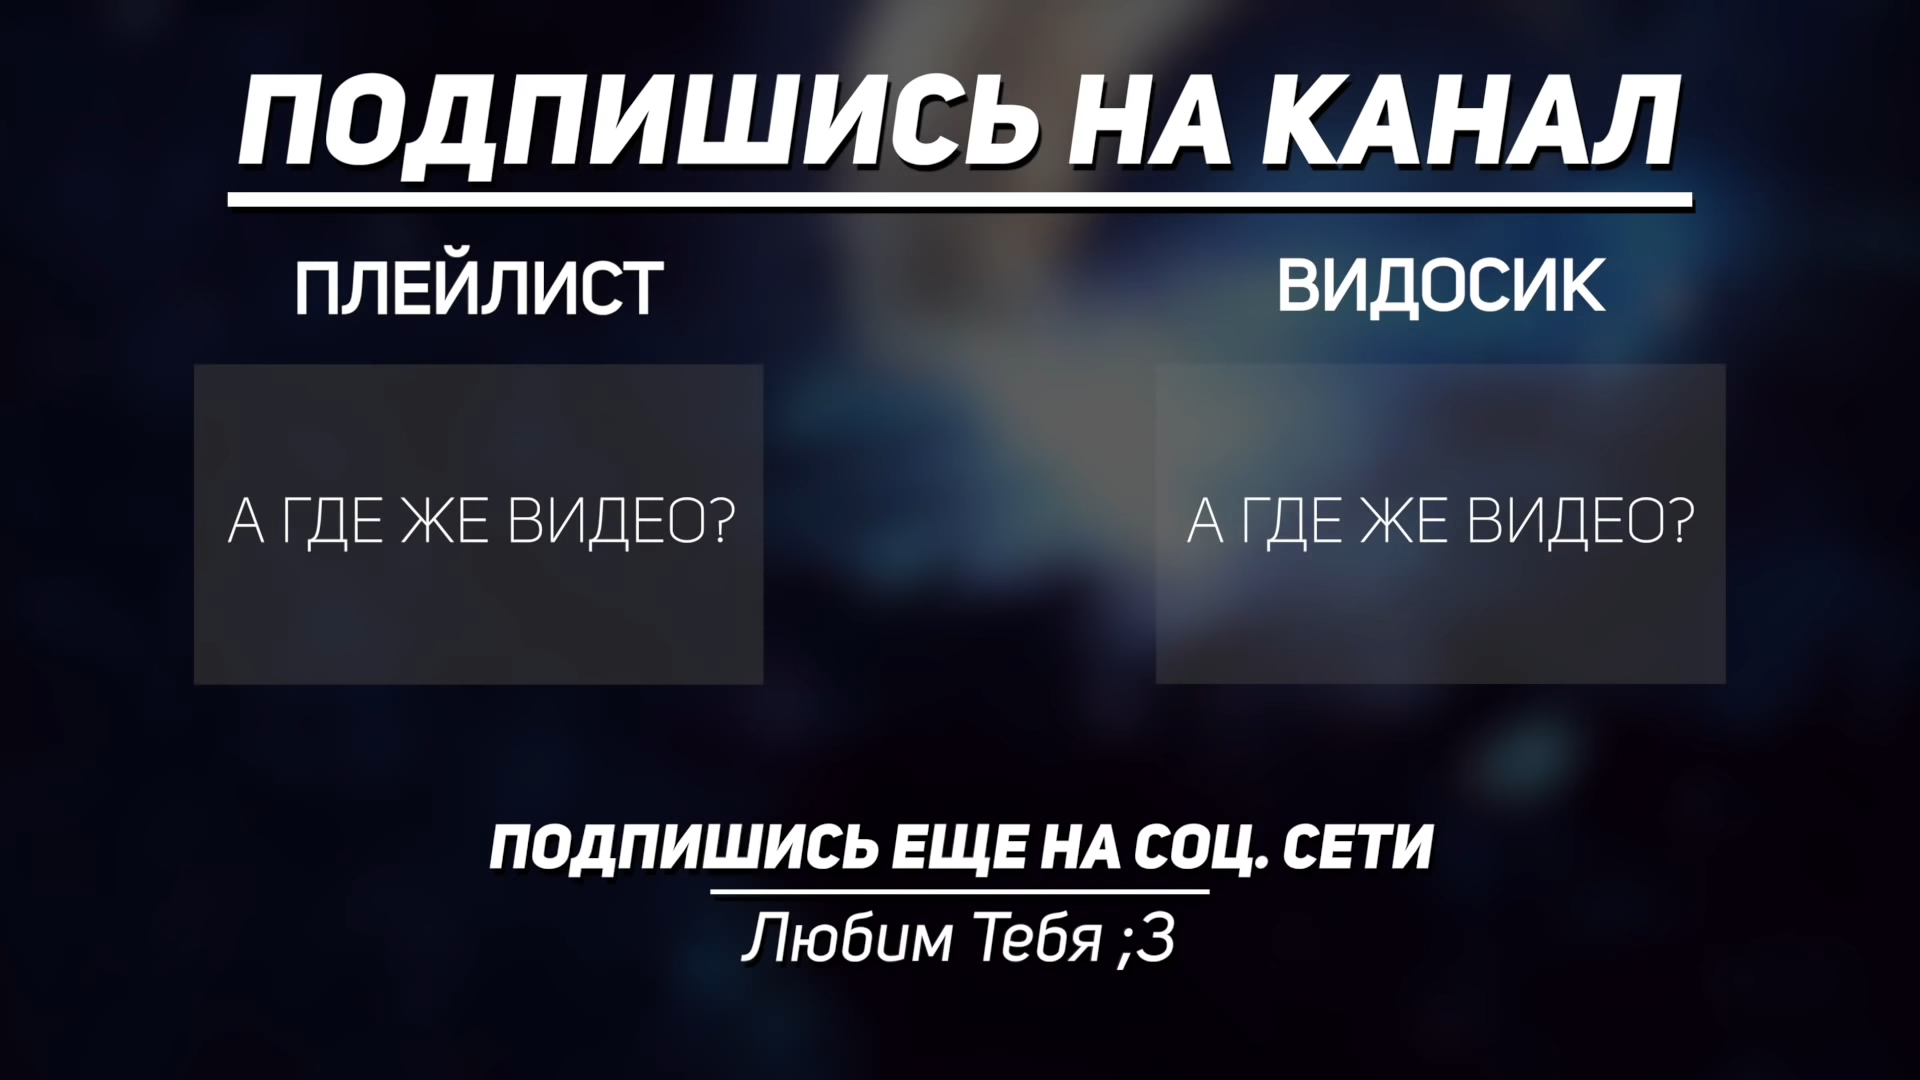 ПОДПИШИСЬ НА КАНАЛ
ПЛЕЙЛИСТ
ВИДОСИК
А ГДЕ ЖЕ ВИДЕО?
А ГДЕ ЖЕ ВИДЕО?
ПОДПИШИСЬ ЕЩЕ НА СОЦ. СЕТИ
Любим Тебя ;3